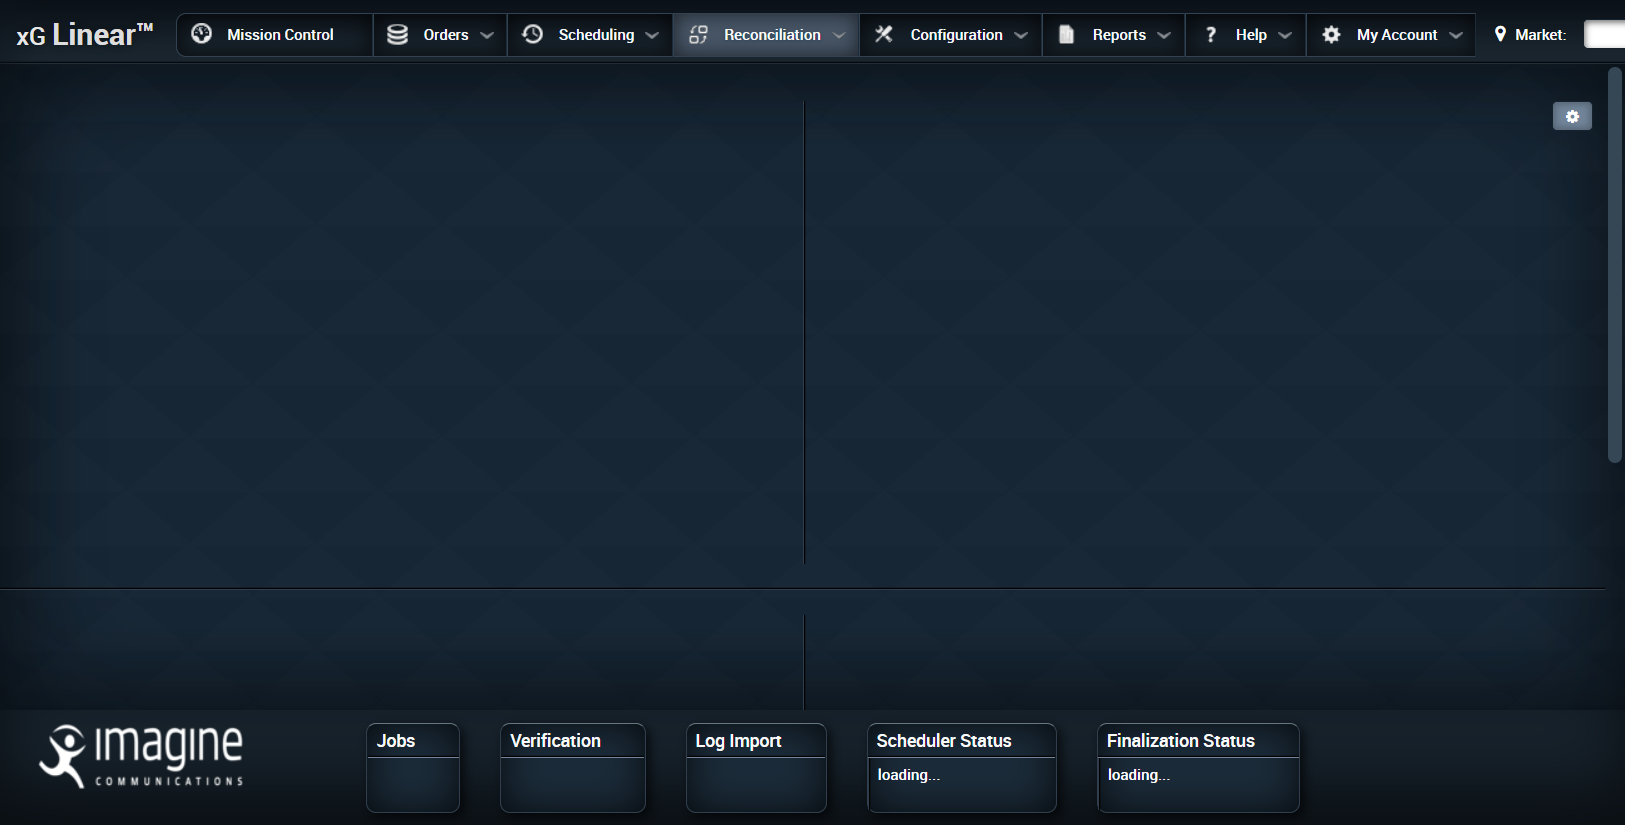 xG Linear™
Mission Control
Orders
Scheduling
Reconciliation
Configuration
Reports
Help
My Account
Market:
imagine
COMMUNICATIONS
Jobs
Verification
Log Import
Scheduler Status
loading...
Finalization Status
loading...